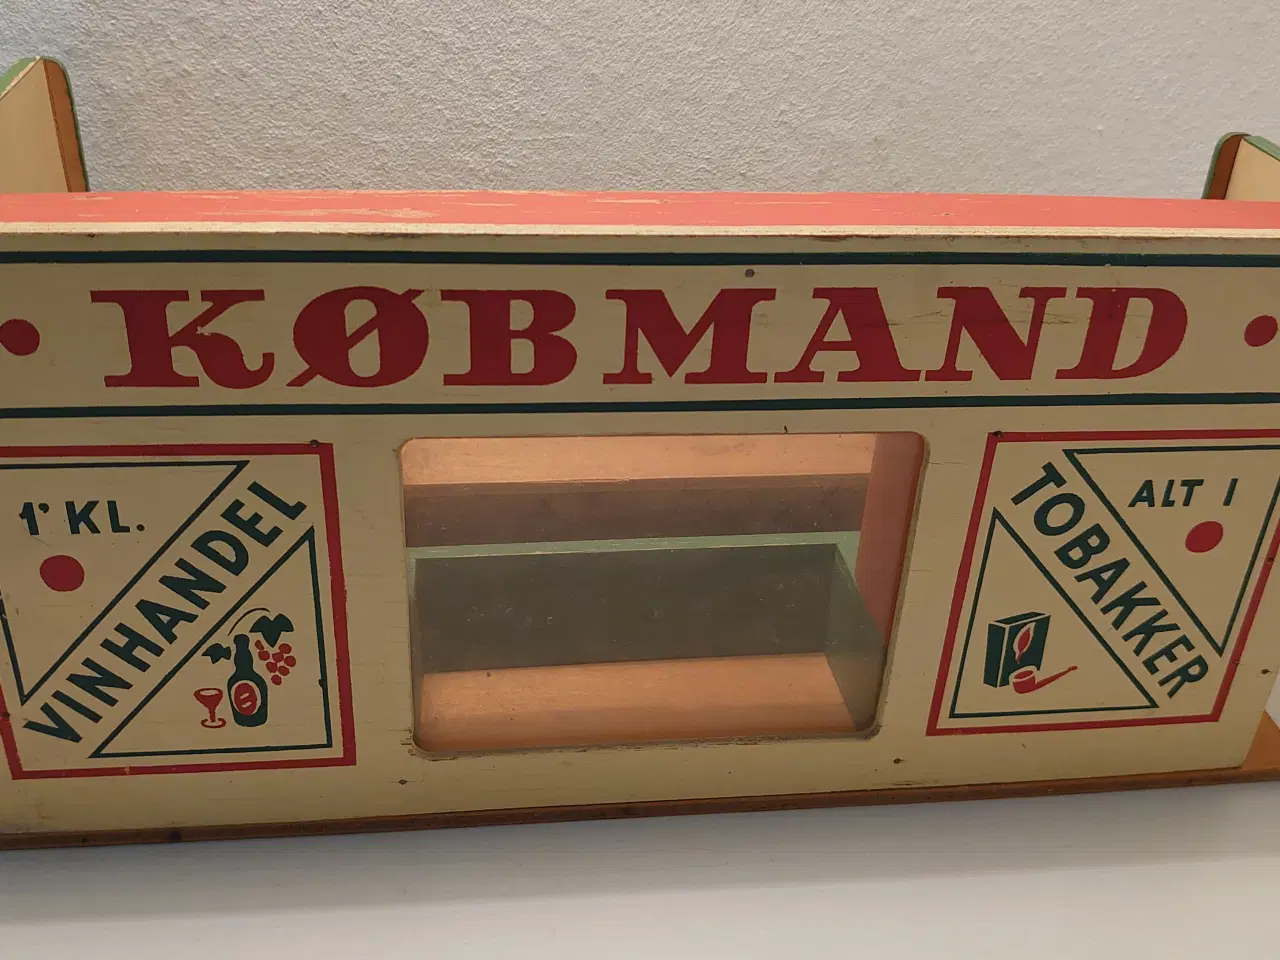 • KØBMAND •
1' KL.
VINHANDEL
ALT I
TOBAKKER